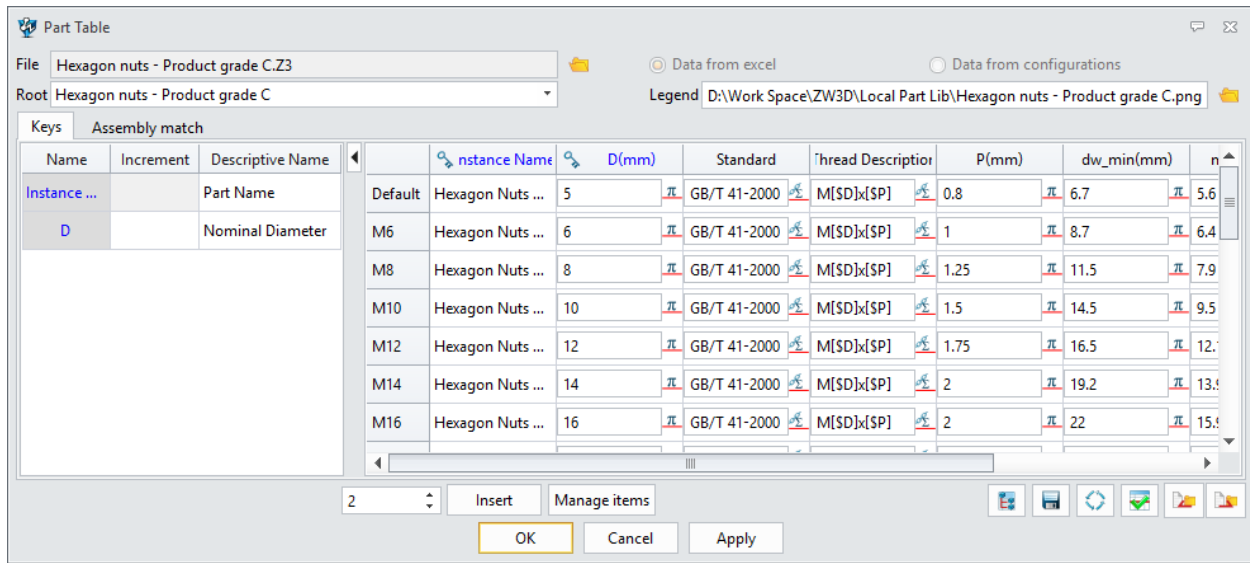 Part Table
File Hexagon nuts - Product grade C.Z3 Data from excel Data from configurations
Root Hexagon nuts - Product grade C Legend D:\Work Space\ZW3D\Local Part Lib\Hexagon nuts - Product grade C.png
Keys Assembly match
Name Increment Descriptive Name nstance Name D(mm) Standard Thread Description P(mm) dw_min(mm)
Instance ... Part Name Default Hexagon Nuts ... 5 GB/T 41-2000 M[$D]x[$P] 0.8 6.7 5.6
D Nominal Diameter M6 Hexagon Nuts ... 6 GB/T 41-2000 M[$D]x[$P] 1 8.7 6.4
M8 Hexagon Nuts ... 8 GB/T 41-2000 M[$D]x[$P] 1.25 11.5 7.9
M10 Hexagon Nuts ... 10 GB/T 41-2000 M[$D]x[$P] 1.5 14.5 9.5
M12 Hexagon Nuts ... 12 GB/T 41-2000 M[$D]x[$P] 1.75 16.5 12.
M14 Hexagon Nuts ... 14 GB/T 41-2000 M[$D]x[$P] 2 19.2 13.
M16 Hexagon Nuts ... 16 GB/T 41-2000 M[$D]x[$P] 2 22 15.
2 Insert Manage items
OK Cancel Apply